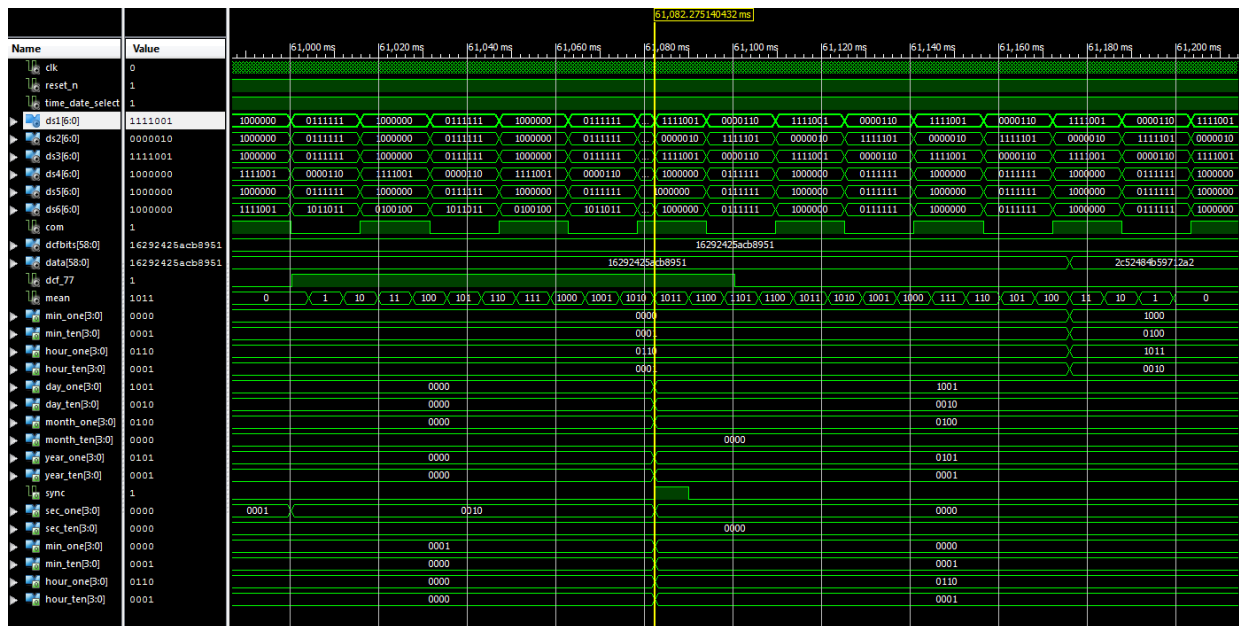 61,082.275140432 ms
Name Value 61,000 ms 61,020 ms 61,040 ms 61,060 ms 61,080 ms 61,100 ms 61,120 ms 61,140 ms 61,160 ms 61,180 ms 61,200 ms
clk 0
reset_n 1
time_date_select 1
ds1[6:0] 1111001 1000000 0111111 1000000 0111111 1000000 0111111 ... 1111001 0000110 1111001 0000110 1111001 0000110 1111001 0000110 1111001
ds2[6:0] 0000010 1000000 0111111 1000000 0111111 1000000 0111111 ... 0000010 1111101 0000010 1111101 0000010 1111101 0000010 1111101 0000010
ds3[6:0] 1111001 1000000 0111111 1000000 0111111 1000000 0111111 ... 1111001 0000110 1111001 0000110 1111001 0000110 1111001 0000110 1111001
ds4[6:0] 1000000 1111001 0000110 1111001 0000110 1111001 0000110 ... 1000000 0111111 1000000 0111111 1000000 0111111 1000000 0111111 1000000
ds5[6:0] 1000000 1000000 0111111 1000000 0111111 1000000 0111111 1000000 0111111 1000000 0111111 1000000 0111111 1000000 0111111 1000000
ds6[6:0] 1000000 1111001 1011011 0100100 1011011 0100100 1011011 ... 1000000 0111111 1000000 0111111 1000000 0111111 1000000 0111111 1000000
com 1
dcfbits[58:0] 16292425acb8951 16292425acb8951
data[58:0] 16292425acb8951 16292425acb8951 2c52484b59712a2
dcf_77 1
mean 1011 0 1 10 11 100 101 110 111 1000 1001 1010 1011 1100 1101 1100 1011 1010 1001 1000 111 110 101 100 11 10 1 0
min_one[3:0] 0000 0000 1000
min_ten[3:0] 0001 0001 0100
hour_one[3:0] 0110 0110 1011
hour_ten[3:0] 0001 0001 0010
day_one[3:0] 1001 0000 1001
day_ten[3:0] 0010 0000 0010
month_one[3:0] 0100 0000 0100
month_ten[3:0] 0000 0000
year_one[3:0] 0101 0000 0101
year_ten[3:0] 0001 0000 0001
sync 1
sec_one[3:0] 0000 0001 0010 0000
sec_ten[3:0] 0000 0000
min_one[3:0] 0000 0001 0000
min_ten[3:0] 0001 0000 0001
hour_one[3:0] 0110 0000 0110
hour_ten[3:0] 0001 0000 0001